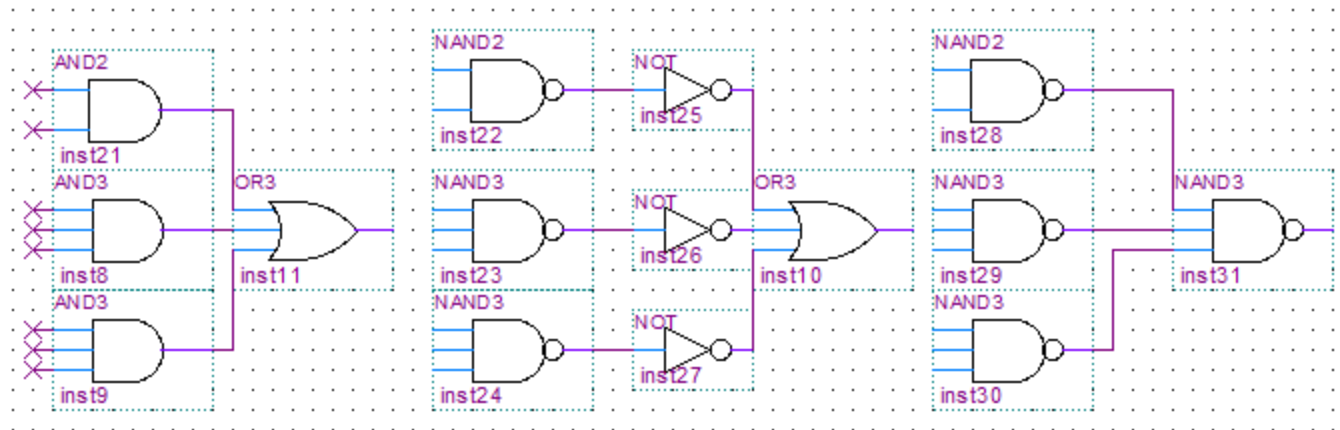 AND2
inst21
AND3
inst8
AND3
inst9
OR3
inst11
NAND2
inst22
NAND3
inst23
NAND3
inst24
NOT
inst25
NOT
inst26
NOT
inst27
OR3
inst10
NAND2
inst28
NAND3
inst29
NAND3
inst30
NAND3
inst31